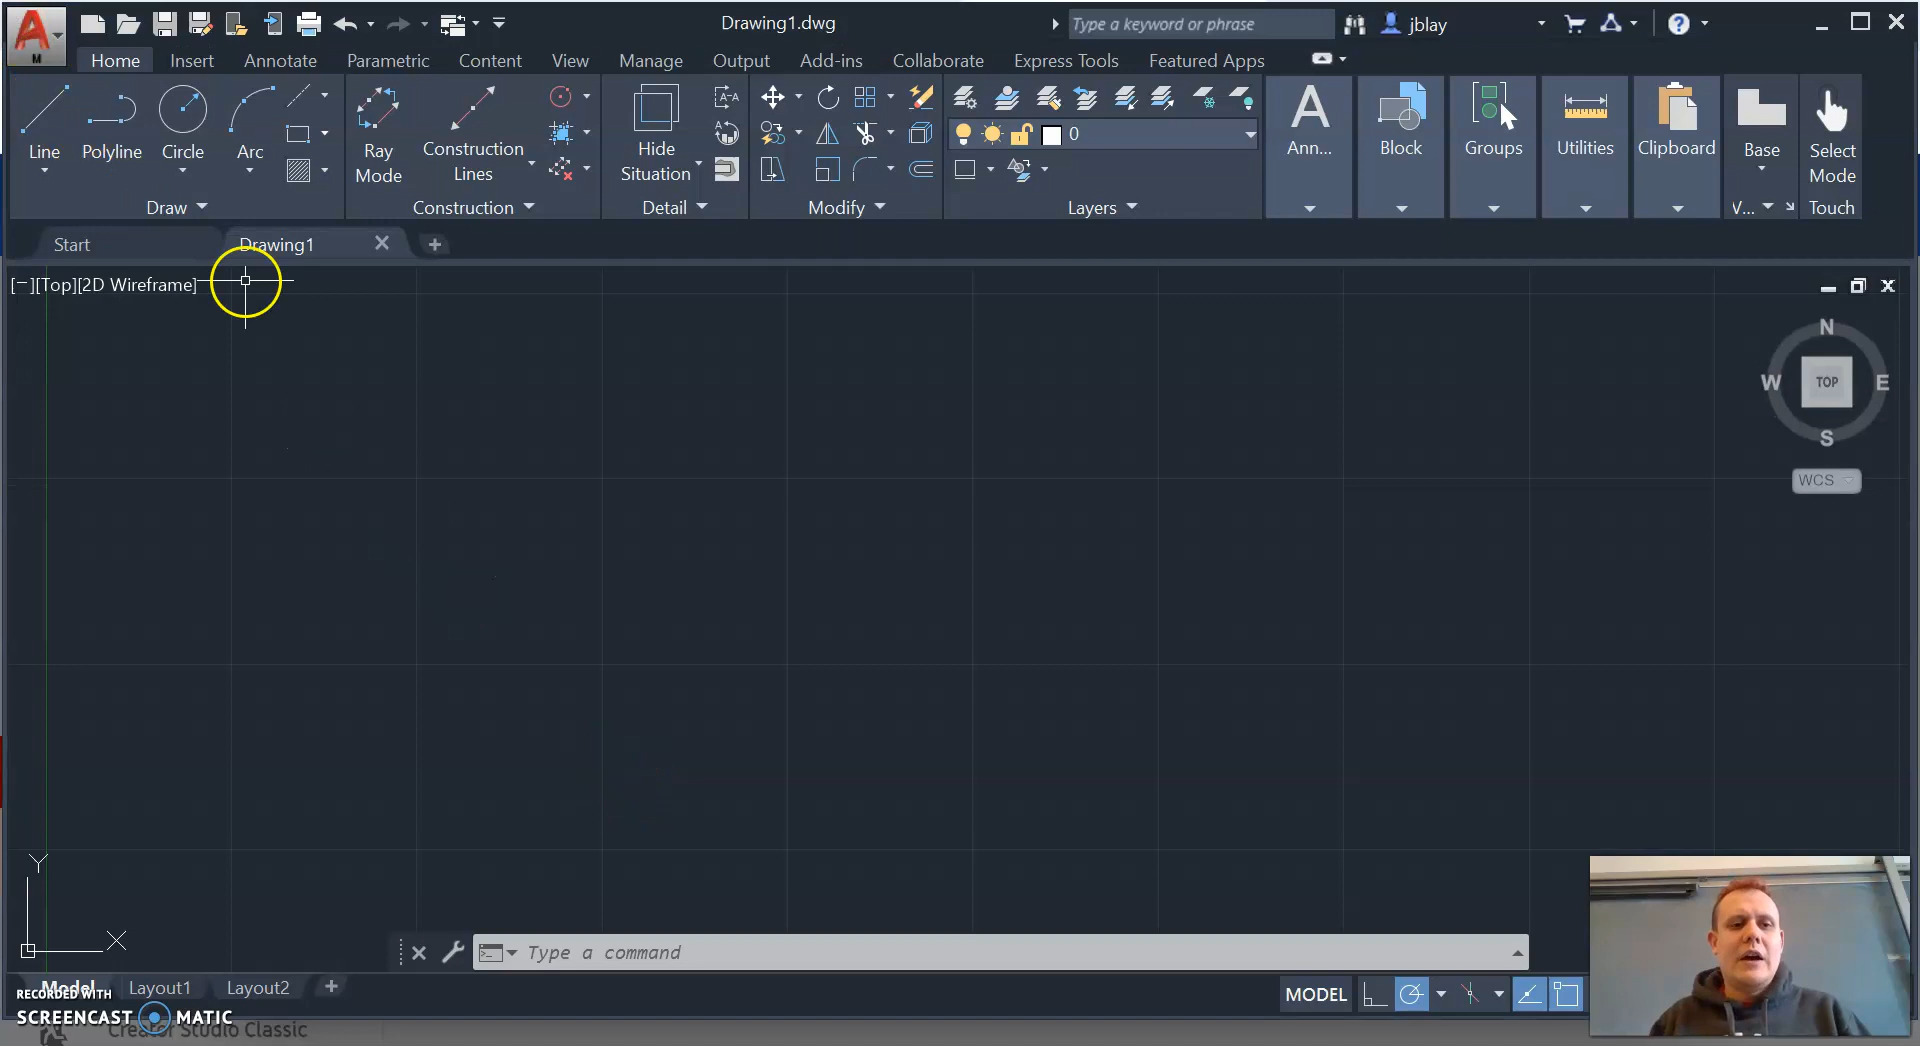 Drawing1.dwg
Type a keyword or phrase
jblay
M
Home Insert Annotate Parametric Content View Manage Output Add-ins Collaborate Express Tools Featured Apps
Line Polyline Circle Arc
Draw
Ray Mode
Construction Lines
Construction
Hide Situation
Detail
Modify
0
Layers
Ann...
Block
Groups
Utilities
Clipboard
Base
V...
Select Mode
Touch
Start Drawing1
[−][Top][2D Wireframe]
N
W TOP E
S
WCS
Y
X
Type a command
Model Layout1 Layout2
MODEL
RECORDED WITH
SCREENCAST MATIC
Creator Studio Classic